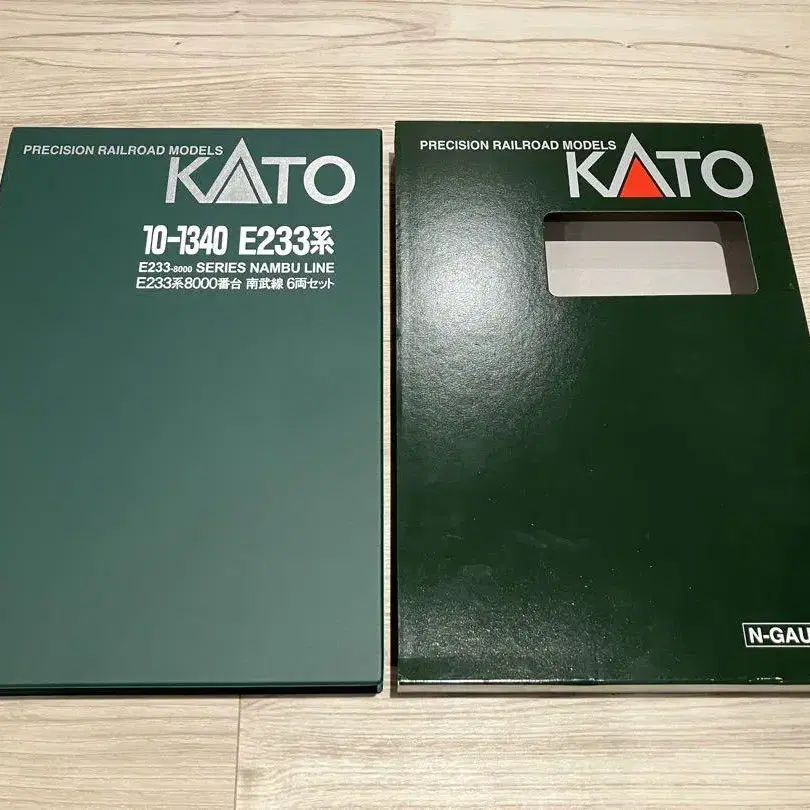 PRECISION RAILROAD MODELS
KATO
10-1340 E233系
E233-8000 SERIES NAMBU LINE
E233系8000番台 南武線 6両セット
PRECISION RAILROAD MODELS
KATO
N-GAU